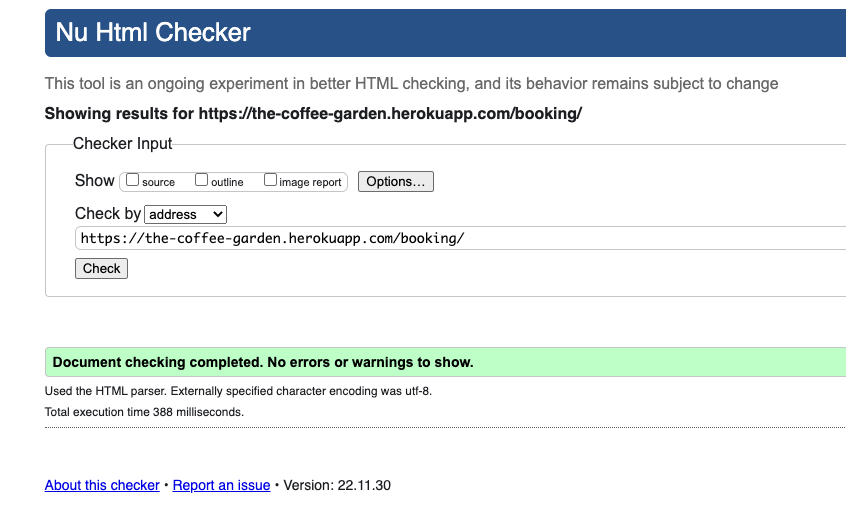 Nu Html Checker
This tool is an ongoing experiment in better HTML checking, and its behavior remains subject to change
Showing results for https://the-coffee-garden.herokuapp.com/booking/
Checker Input
Show source outline image report Options...
Check by address
https://the-coffee-garden.herokuapp.com/booking/
Check
Document checking completed. No errors or warnings to show.
Used the HTML parser. Externally specified character encoding was utf-8.
Total execution time 388 milliseconds.
About this checker • Report an issue • Version: 22.11.30